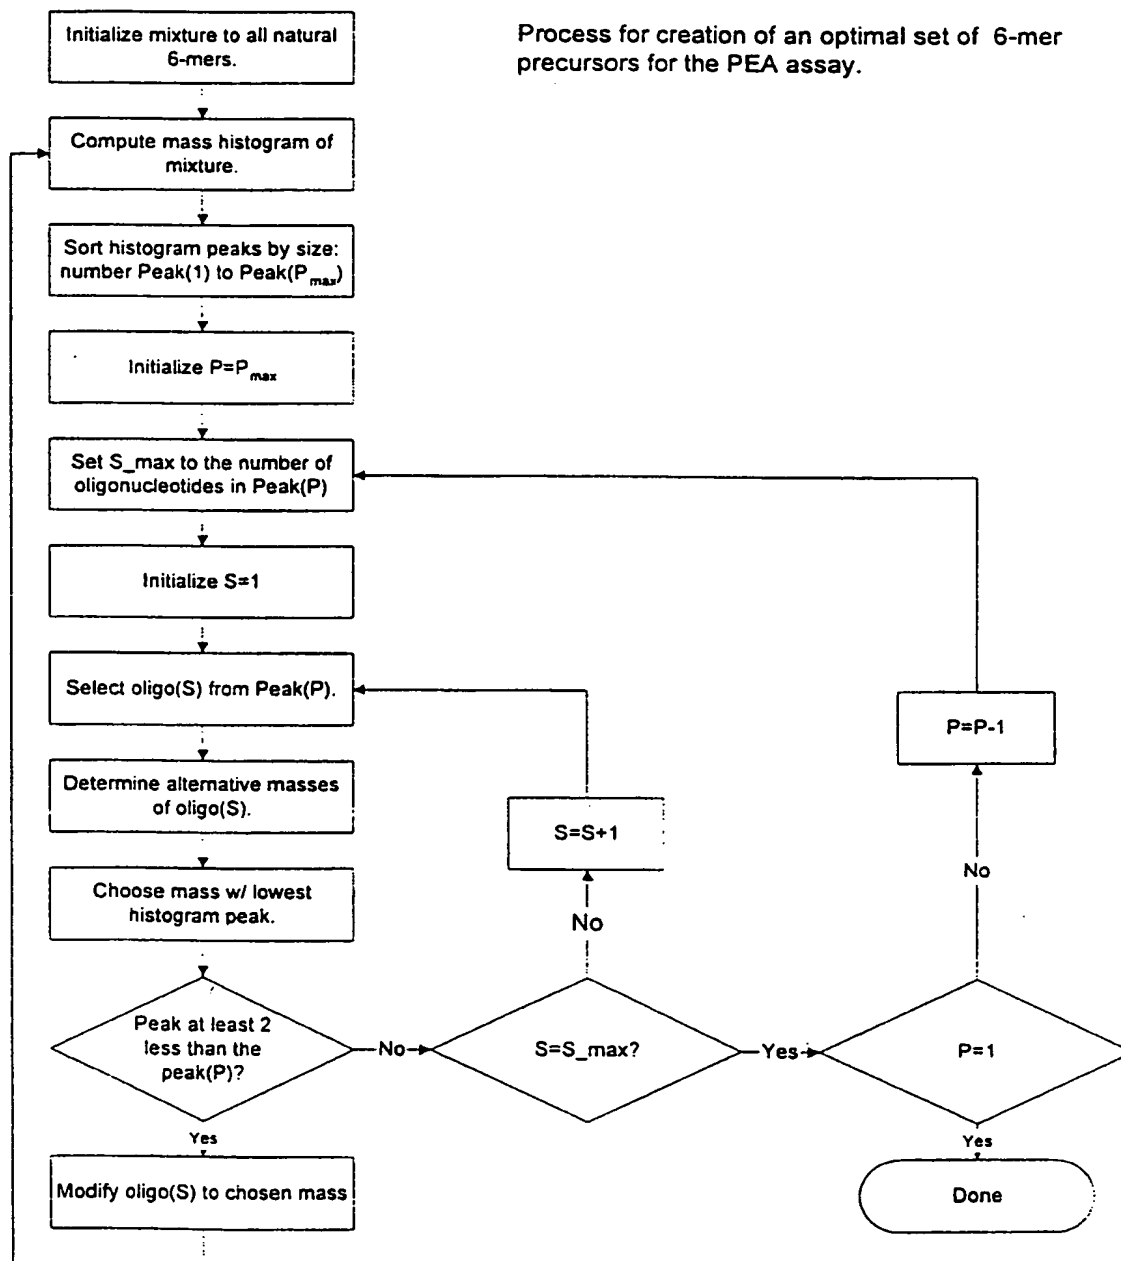 Process for creation of an optimal set of 6-mer
precursors for the PEA assay.
Initialize mixture to all natural
6-mers.
Compute mass histogram of
mixture.
Sort histogram peaks by size:
number Peak(1) to Peak(Pmax)
Initialize P=Pmax
Set S_max to the number of
oligonucleotides in Peak(P)
Initialize S=1
Select oligo(S) from Peak(P).
Determine alternative masses
of oligo(S).
Choose mass w/ lowest
histogram peak.
Peak at least 2
less than the
peak(P)?
No
S=S_max?
Yes
P=1
No
S=S+1
No
P=P-1
Yes
Modify oligo(S) to chosen mass
Yes
Done